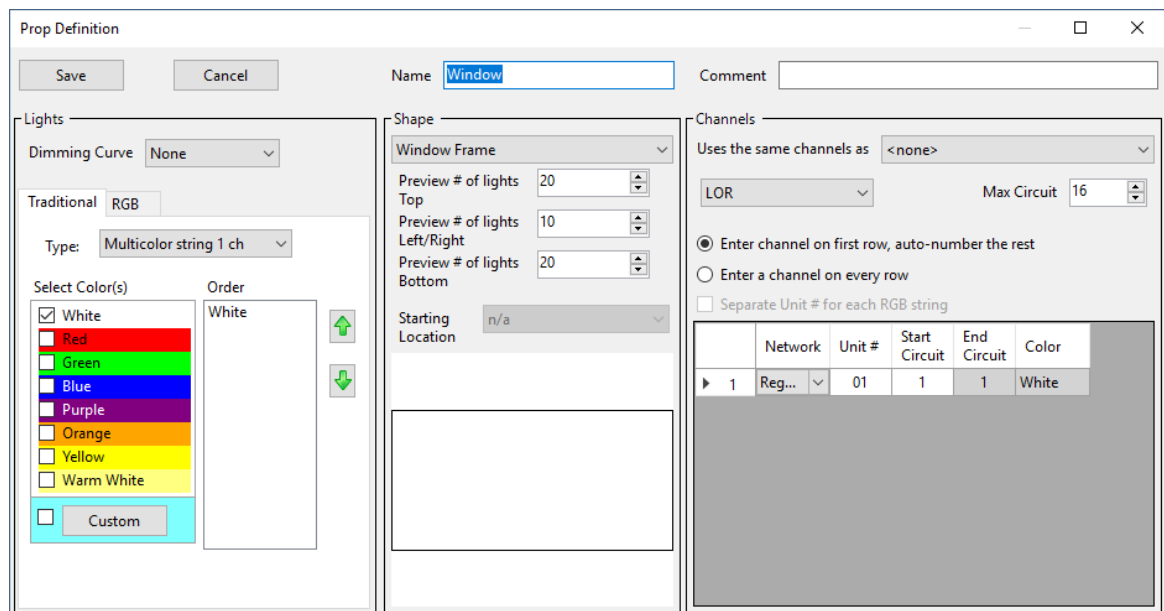 Prop Definition
Save
Cancel
Name
Window
Comment
Lights
Dimming Curve
None
Traditional
RGB
Type:
Multicolor string 1 ch
Select Color(s)
Order
White
Red
Green
Blue
Purple
Orange
Yellow
Warm White
Custom
White
Shape
Window Frame
Preview # of lights
Top
20
Preview # of lights
Left/Right
10
Preview # of lights
Bottom
20
Starting
Location
n/a
Channels
Uses the same channels as
<none>
LOR
Max Circuit
16
Enter channel on first row, auto-number the rest
Enter a channel on every row
Separate Unit # for each RGB string
Network
Unit #
Start
Circuit
End
Circuit
Color
1
Reg...
01
1
1
White